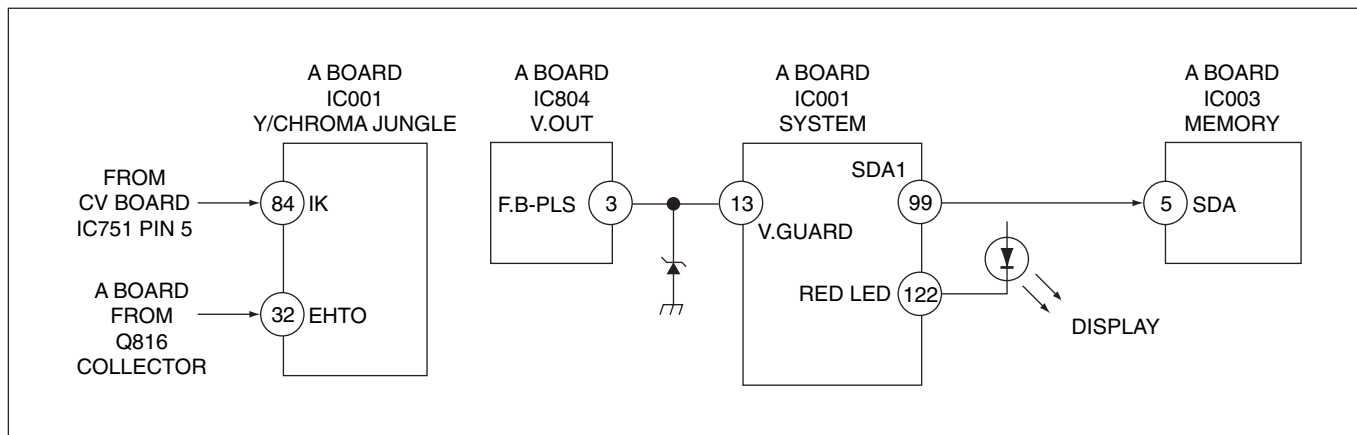 A BOARD
IC001
Y/CHROMA JUNGLE
FROM
CV BOARD
IC751 PIN 5
84
IK
A BOARD
FROM
Q816
COLLECTOR
32
EHTO
A BOARD
IC804
V.OUT
F.B-PLS
3
A BOARD
IC001
SYSTEM
13
V.GUARD
SDA1
99
RED LED
122
DISPLAY
A BOARD
IC003
MEMORY
5
SDA